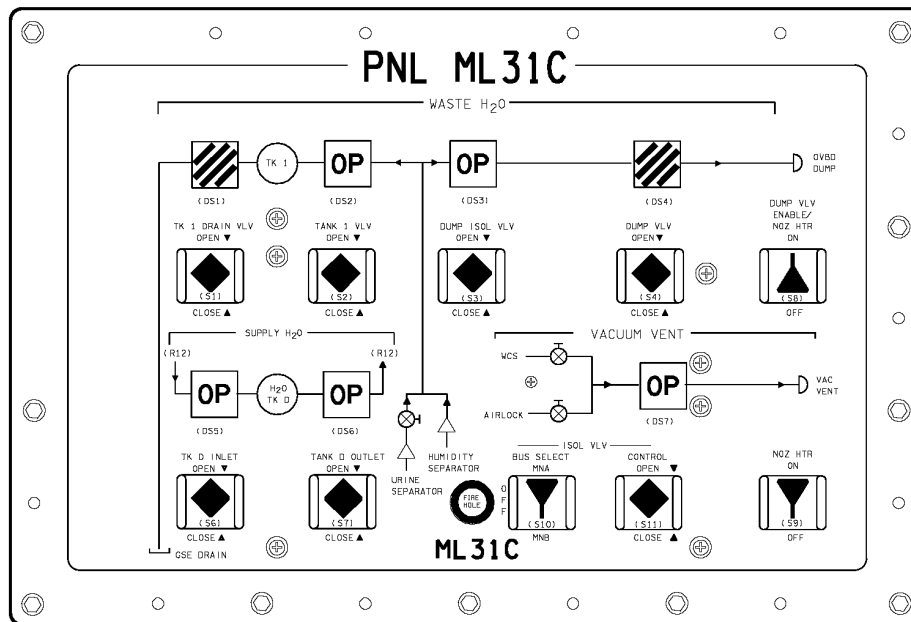 PNL ML31C
WASTE H2O
TK 1
OP
OP
OVBD
DUMP
(DS1)
(DS2)
(DS3)
(DS4)
DUMP VLV
ENABLE/
NOZ HTR
ON
TK 1 DRAIN VLV
OPEN ▼
TANK 1 VLV
OPEN ▼
DUMP ISOL VLV
OPEN ▼
DUMP VLV
OPEN ▼
(S1)
(S2)
(S3)
(S4)
(S8)
CLOSE ▲
CLOSE ▲
CLOSE ▲
CLOSE ▲
OFF
SUPPLY H2O
VACUUM VENT
(R12)
(R12)
WCS
OP
H2O
TK D
OP
OP
VAC
VENT
AIRLOCK
(DS5)
(DS6)
(DS7)
TK D INLET
OPEN ▼
TANK D OUTLET
OPEN ▼
URINE
SEPARATOR
HUMIDITY
SEPARATOR
ISOL VLV
BUS SELECT
MNA
CONTROL
OPEN ▼
NOZ HTR
ON
FIRE
HOLE
O
F
F
(S6)
(S7)
(S10)
(S11)
(S9)
CLOSE ▲
CLOSE ▲
MNB
CLOSE ▲
OFF
GSE DRAIN
ML31C